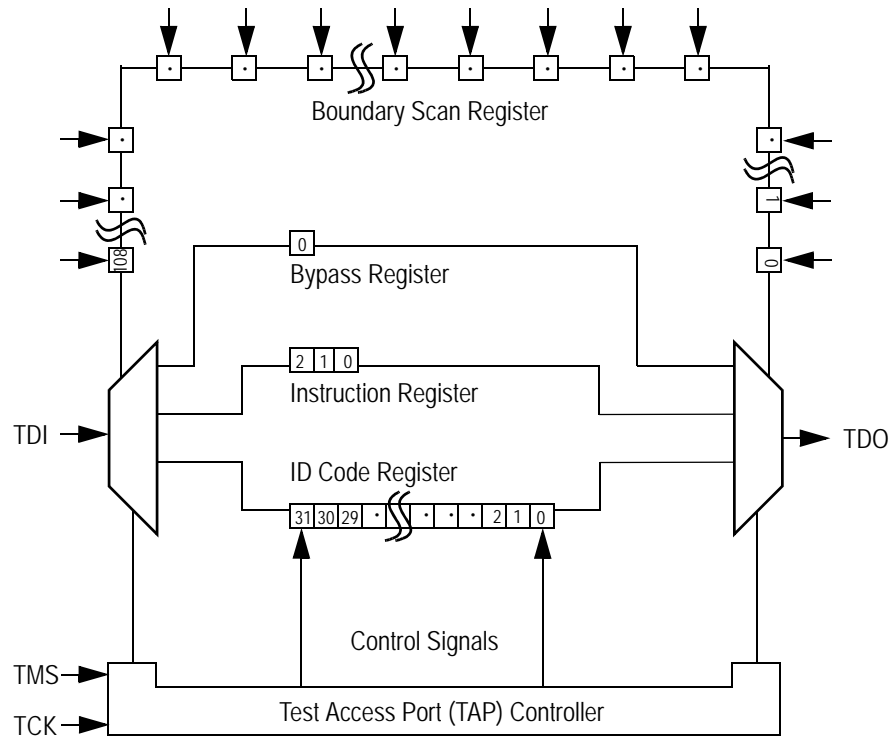 Boundary Scan Register
1
108
0
0
Bypass Register
2 1 0
Instruction Register
TDI
TDO
ID Code Register
31 30 29 · · · · 2 1 0
Control Signals
TMS
Test Access Port (TAP) Controller
TCK